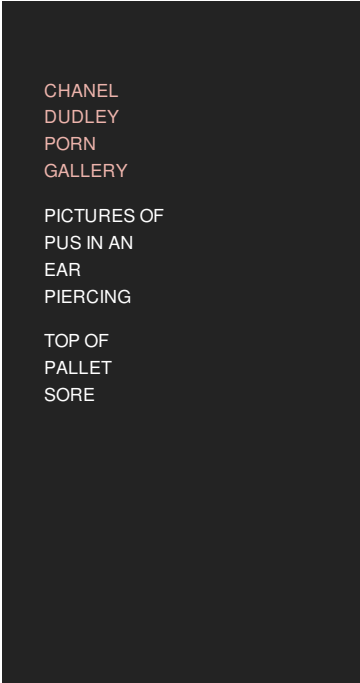 CHANEL
DUDLEY
PORN
GALLERY
PICTURES OF
PUS IN AN
EAR
PIERCING
TOP OF
PALLET
SORE